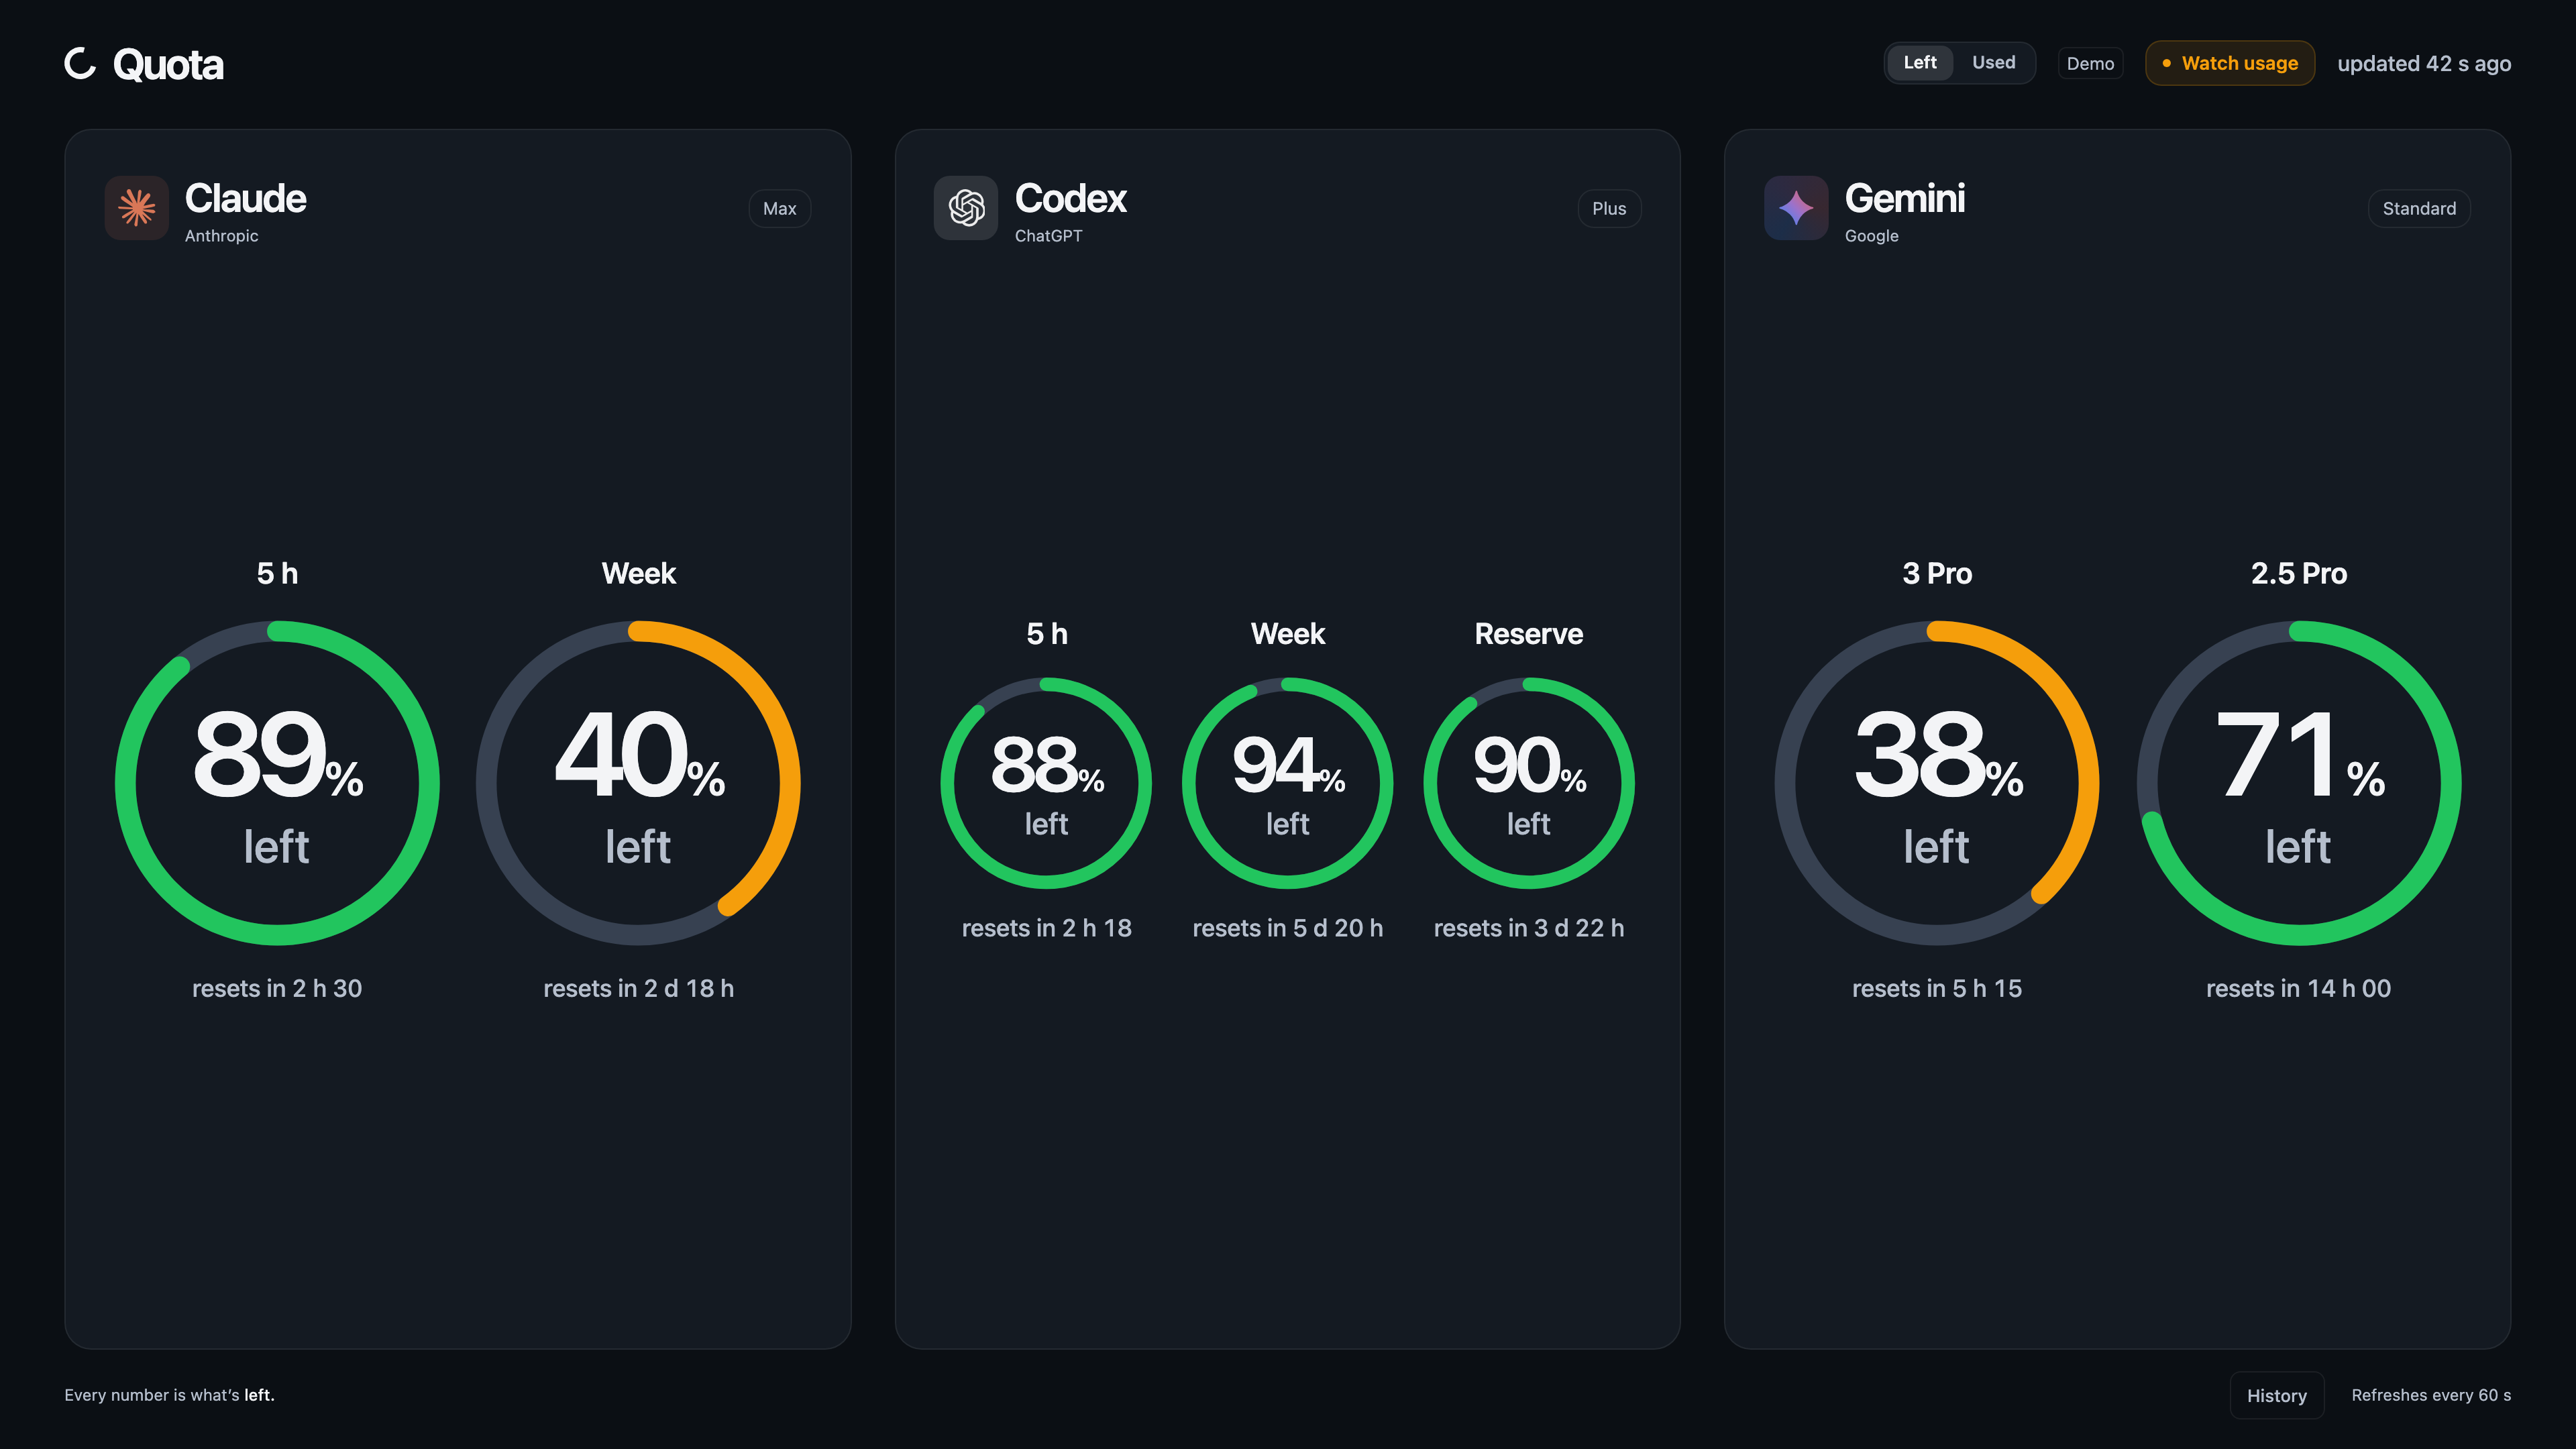 Quota
Left Used Demo Watch usage updated 42 s ago
Claude
Anthropic
Max
5 h Week
89% 40%
left left
resets in 2 h 30 resets in 2 d 18 h
Codex
ChatGPT
Plus
5 h Week Reserve
88% 94% 90%
left left left
resets in 2 h 18 resets in 5 d 20 h resets in 3 d 22 h
Gemini
Google
Standard
3 Pro 2.5 Pro
38% 71%
left left
resets in 5 h 15 resets in 14 h 00
Every number is what’s left.
History Refreshes every 60 s